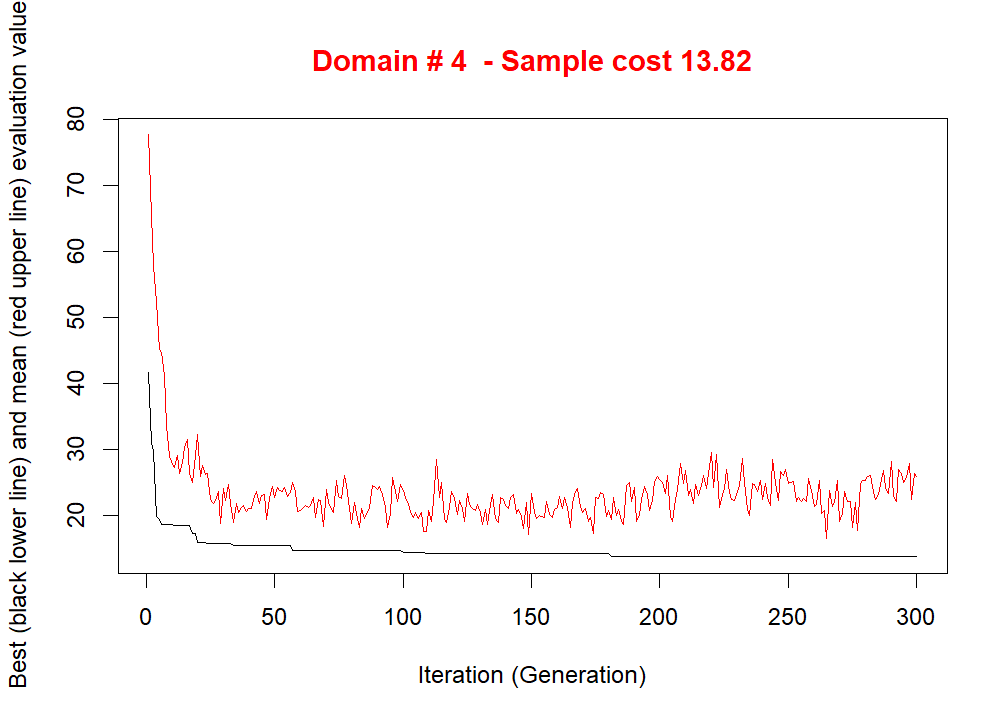 Domain # 4  - Sample cost 13.82
Best (black lower line) and mean (red upper line) evaluation value
80
70
60
50
40
30
20
0 50 100 150 200 250 300
Iteration (Generation)